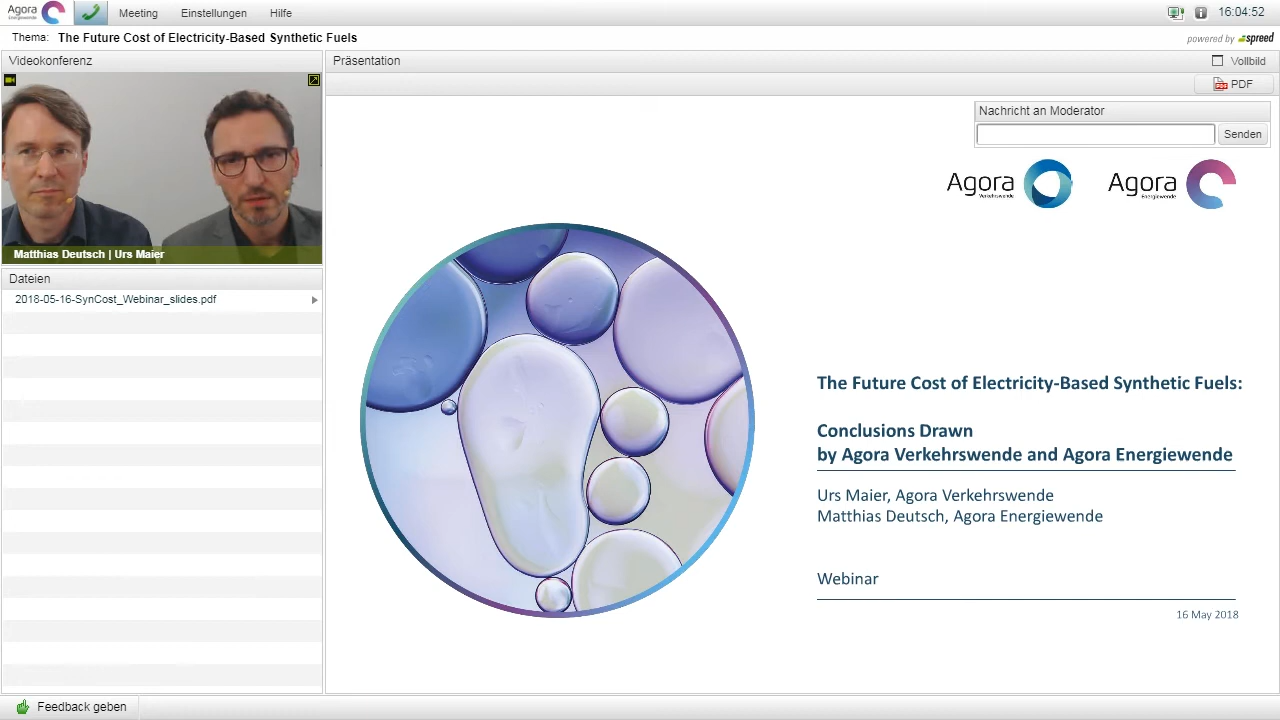 Agora
Energiewende
Meeting
Einstellungen
Hilfe
16:04:52
Thema: The Future Cost of Electricity-Based Synthetic Fuels
powered by spreed
Videokonferenz
Präsentation
Vollbild
PDF
Nachricht an Moderator
Senden
Agora
Verkehrswende
Agora
Energiewende
Matthias Deutsch | Urs Maier
Dateien
2018-05-16-SynCost_Webinar_slides.pdf
The Future Cost of Electricity-Based Synthetic Fuels:
Conclusions Drawn
by Agora Verkehrswende and Agora Energiewende
Urs Maier, Agora Verkehrswende
Matthias Deutsch, Agora Energiewende
Webinar
16 May 2018
Feedback geben